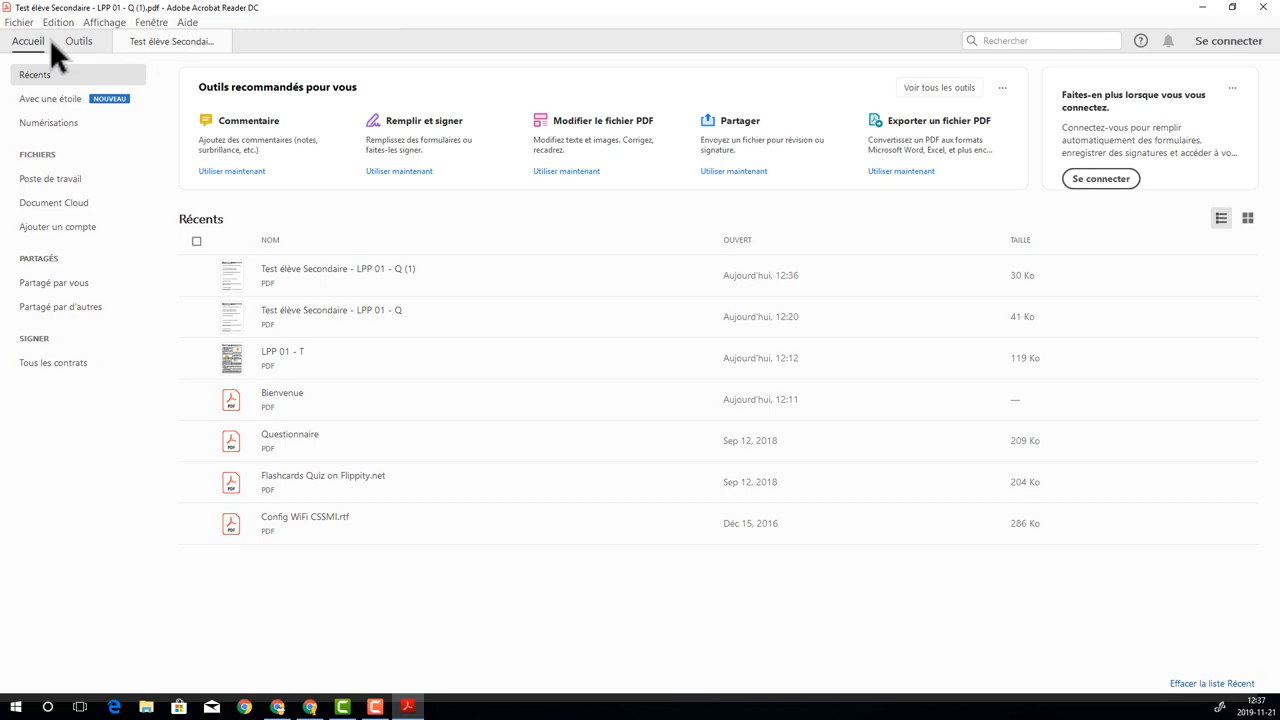 Test élève Secondaire - LPP 01 - Q (1).pdf - Adobe Acrobat Reader DC
Fichier Edition Affichage Fenêtre Aide
Accueil Outils Test élève Secondai... Rechercher Se connecter
Récents
Avec une étoile NOUVEAU
Numérisations
FICHIERS
Poste de travail
Document Cloud
Ajouter un compte
PARTAGÉS
Partagé par vous
Partagé par d'autres
SIGNER
Tous les contrats
Outils recommandés pour vous
Voir tous les outils
Commentaire
Ajoutez des commentaires (notes,
surbillance, etc.)
Utiliser maintenant
Remplir et signer
Remplissez des formulaires ou
faites-les signer.
Utiliser maintenant
Modifier le fichier PDF
Modifiez texte et images. Corrigez,
recadrez.
Utiliser maintenant
Partager
Envoyez un fichier pour révision ou
signature.
Utiliser maintenant
Exporter un fichier PDF
Convertissez un PDF aux formats
Microsoft Word, Excel, et plus enc...
Utiliser maintenant
Faites-en plus lorsque vous vous
connectez.
Connectez-vous pour remplir
automatiquement des formulaires.
enregistrer des signatures et accéder à vo...
Se connecter
Récents
NOM OUVERT TAILLE
Test élève Secondaire - LPP 01 - Q (1)
PDF
Aujourd'hui, 12:36 30 Ko
Test élève Secondaire - LPP 01 - Q
PDF
Aujourd'hui, 12:20 41 Ko
LPP 01 - T
PDF
Aujourd'hui, 12:12 119 Ko
Bienvenue
PDF
Aujourd'hui, 12:11 —
Questionnaire
PDF
Sep 12, 2018 209 Ko
Flashcards Quiz on Flippity.net
PDF
Sep 12, 2018 204 Ko
Config WiFi CSSMI.rtf
PDF
Déc 15, 2016 286 Ko
Effacer la liste Récent
12:37
2019-11-21